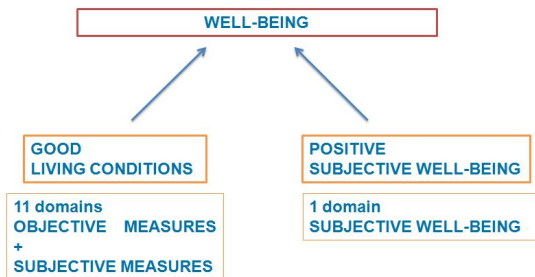 WELL-BEING
GOOD
LIVING CONDITIONS
11 domains
OBJECTIVE MEASURES
+
SUBJECTIVE MEASURES
POSITIVE
SUBJECTIVE WELL-BEING
1 domain
SUBJECTIVE WELL-BEING